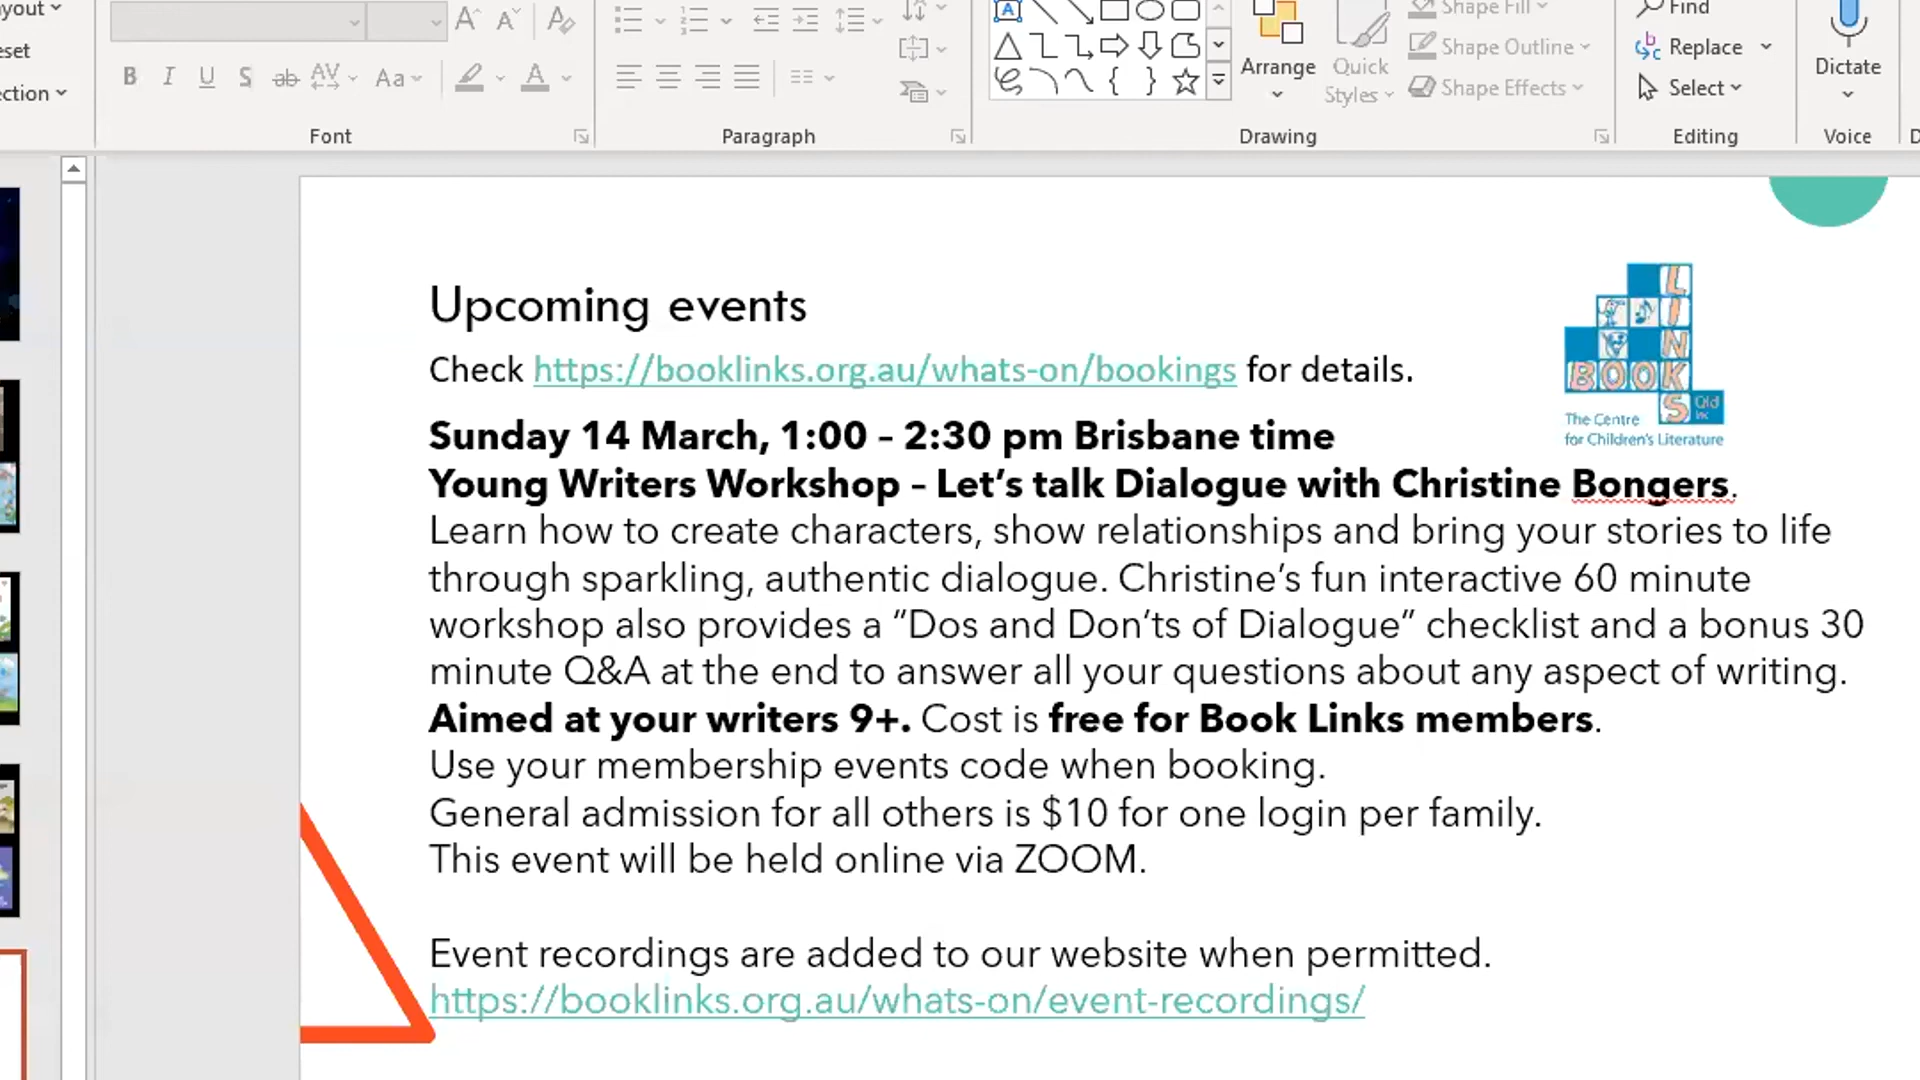 ayout
Find
Shape Fill
eset
Replace
Shape Outline
Arrange
Quick
Styles
Dictate
B I U S ab AV Aa A
ection
Select
Shape Effects
Font
Paragraph
Drawing
Editing
Voice
D
Upcoming events
Check https://booklinks.org.au/whats-on/bookings for details.
LINKS
BOOK
Qld
Inc
The Centre
for Children's Literature
Sunday 14 March, 1:00 – 2:30 pm Brisbane time
Young Writers Workshop – Let's talk Dialogue with Christine Bongers.
Learn how to create characters, show relationships and bring your stories to life
through sparkling, authentic dialogue. Christine's fun interactive 60 minute
workshop also provides a "Dos and Don'ts of Dialogue" checklist and a bonus 30
minute Q&A at the end to answer all your questions about any aspect of writing.
Aimed at your writers 9+. Cost is free for Book Links members.
Use your membership events code when booking.
General admission for all others is $10 for one login per family.
This event will be held online via ZOOM.
Event recordings are added to our website when permitted.
https://booklinks.org.au/whats-on/event-recordings/